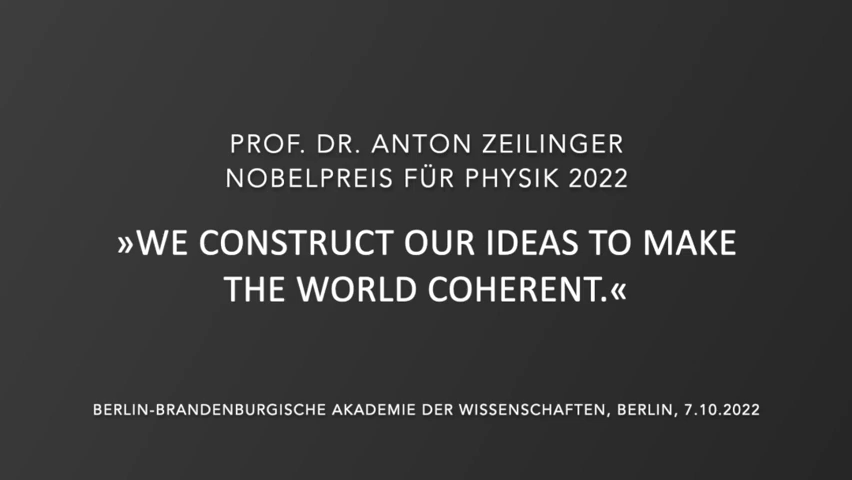 PROF. DR. ANTON ZEILINGER
NOBELPREIS FÜR PHYSIK 2022
»WE CONSTRUCT OUR IDEAS TO MAKE
THE WORLD COHERENT.«
BERLIN-BRANDENBURGISCHE AKADEMIE DER WISSENSCHAFTEN, BERLIN, 7.10.2022